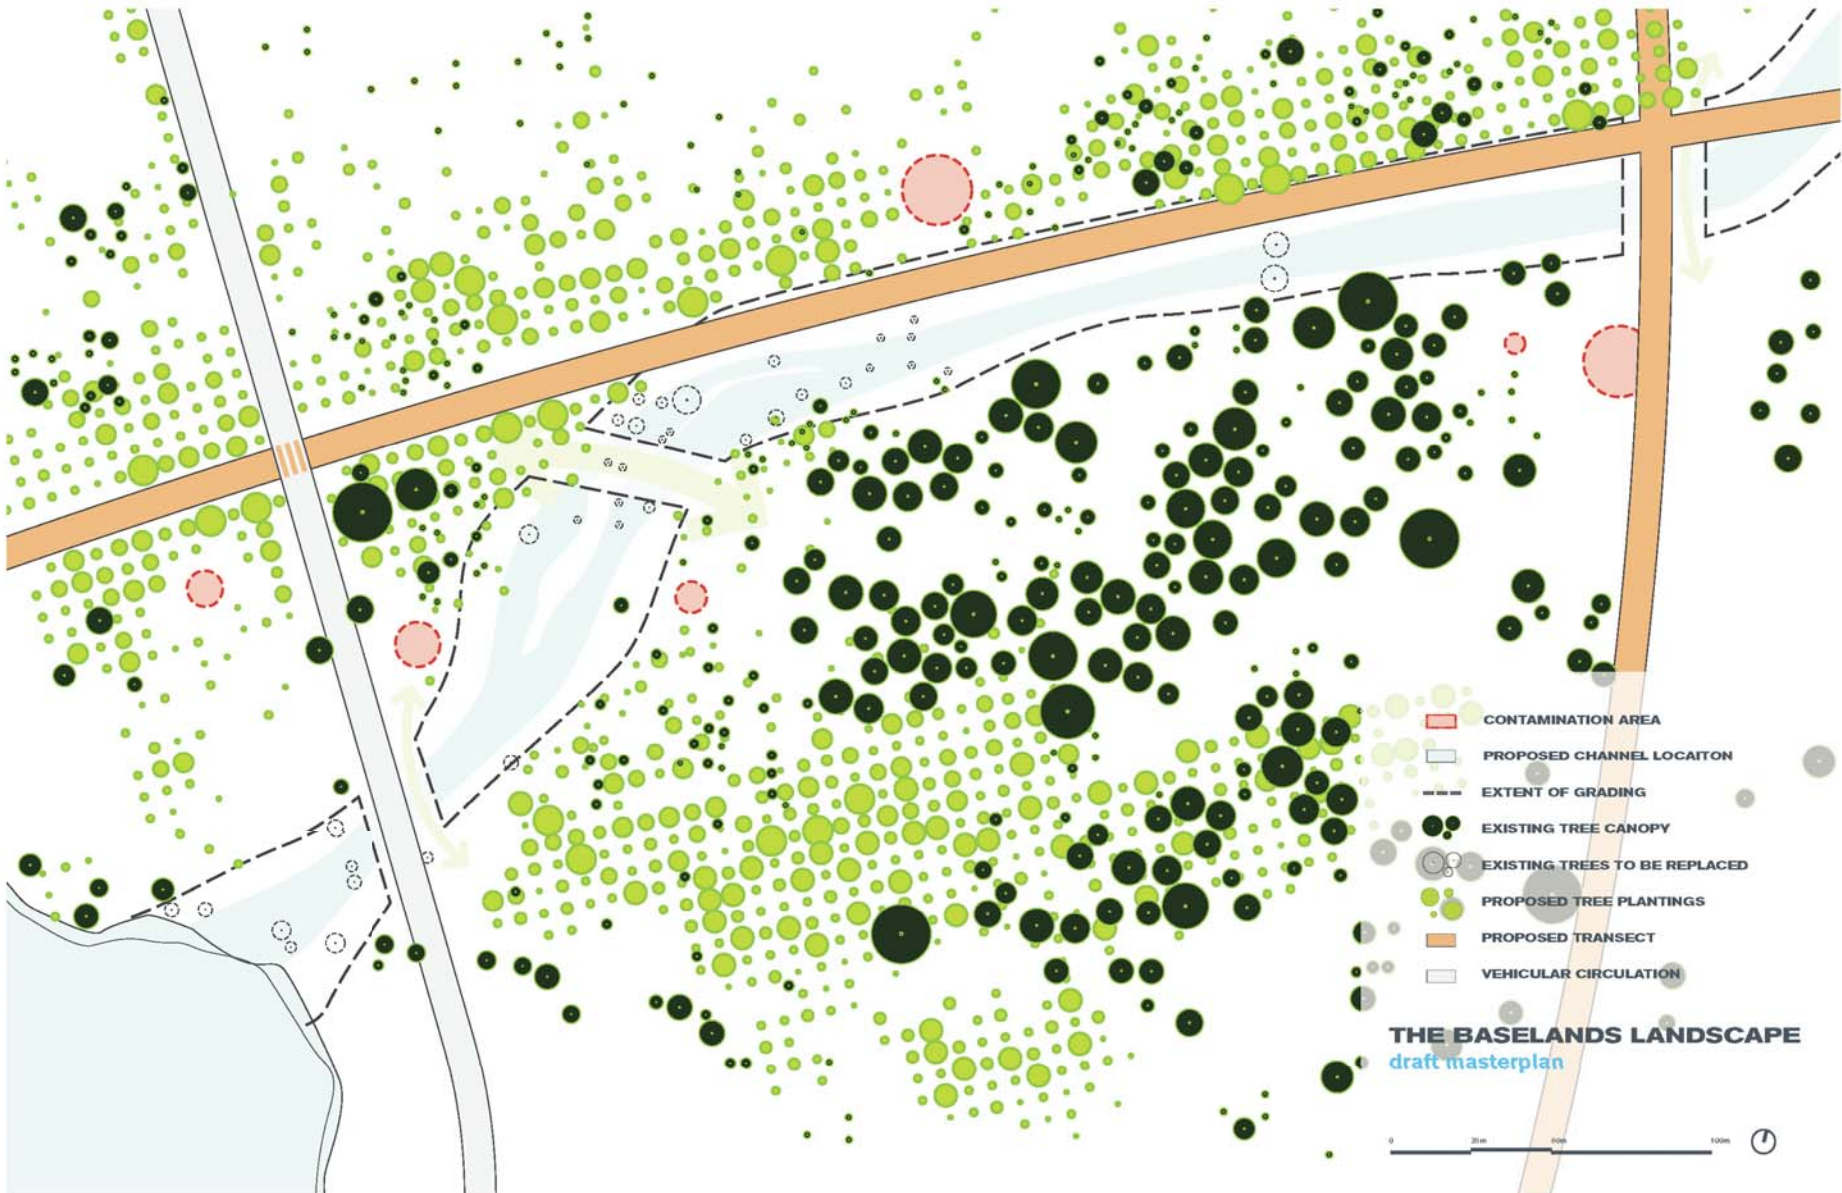 CONTAMINATION AREA
PROPOSED CHANNEL LOCAITON
EXTENT OF GRADING
EXISTING TREE CANOPY
EXISTING TREES TO BE REPLACED
PROPOSED TREE PLANTINGS
PROPOSED TRANSECT
VEHICULAR CIRCULATION
THE BASELANDS LANDSCAPE
draft masterplan
0 100m